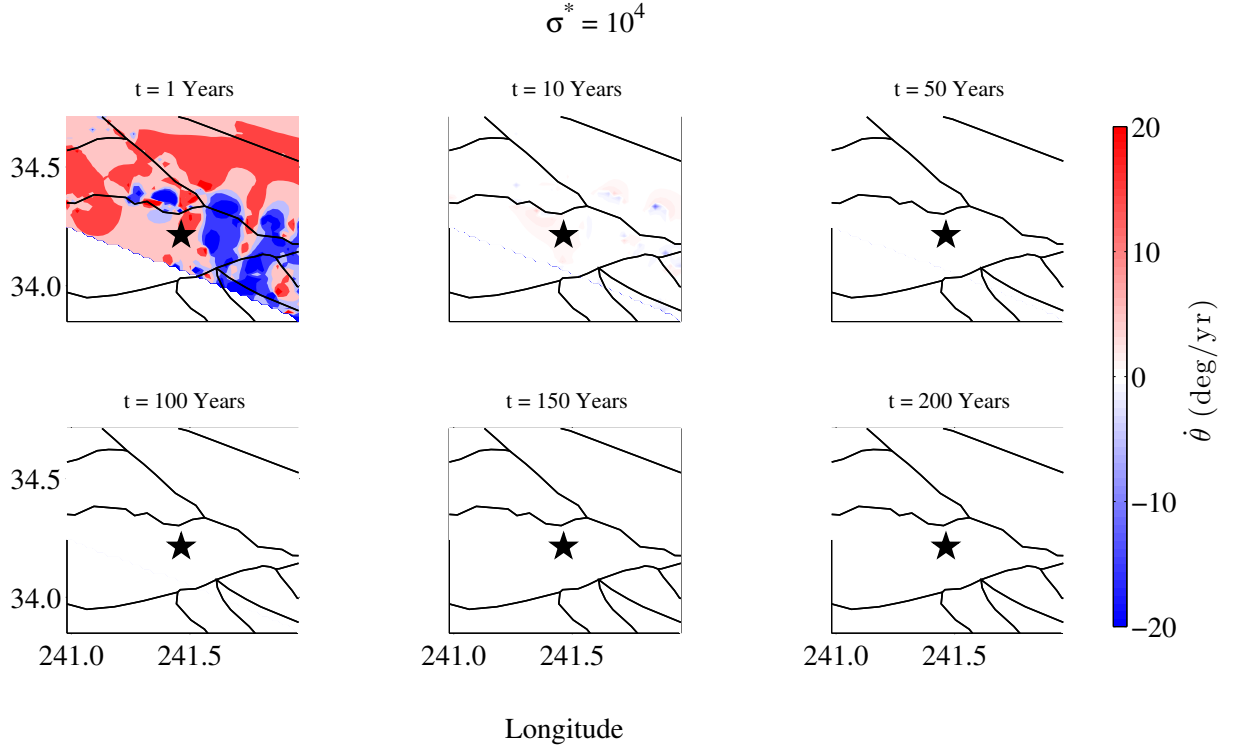 σ* = 10⁴
t = 1 Years
t = 10 Years
t = 50 Years
34.5
34.0
t = 100 Years
t = 150 Years
t = 200 Years
34.5
34.0
241.0 241.5
241.0 241.5
241.0 241.5
Longitude
20
10
0
−10
−20
θ̇ (deg/yr)